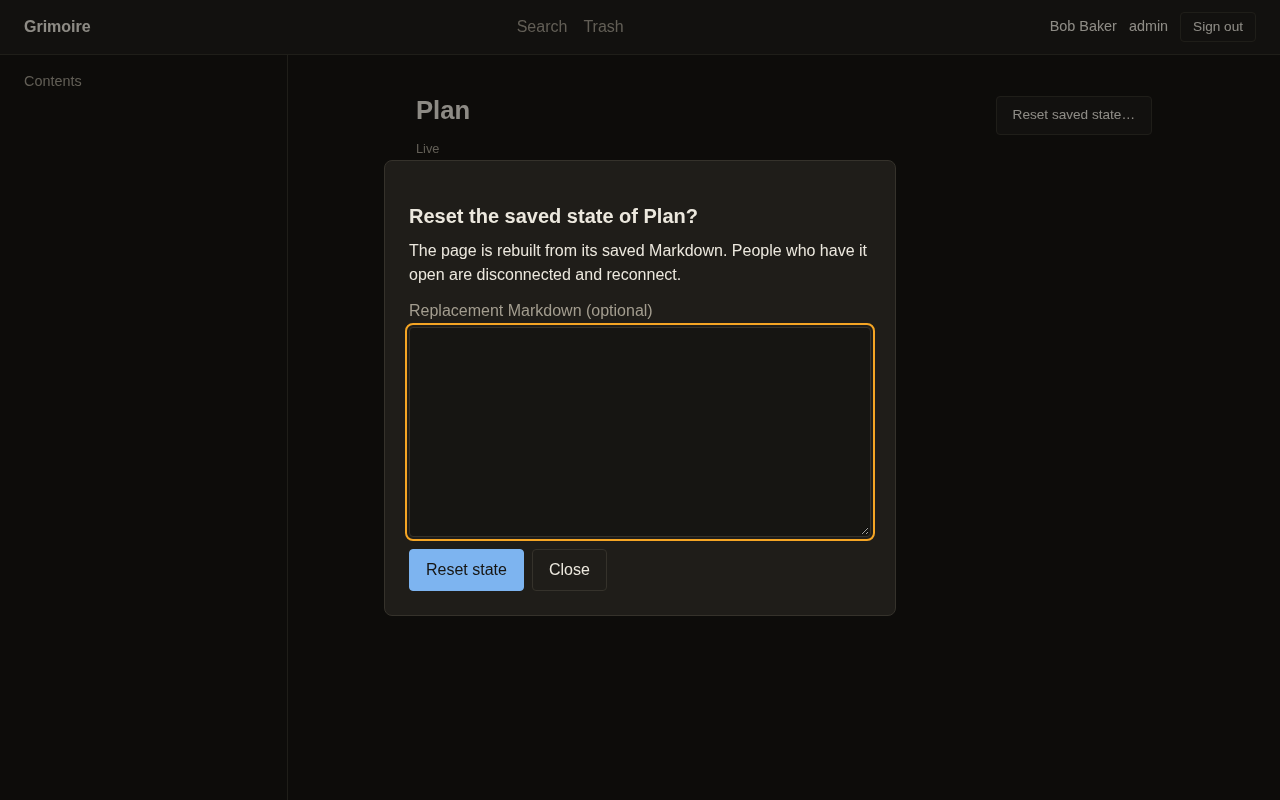 Grimoire
Search Trash
Bob Baker admin Sign out
Contents
Plan
Reset saved state…
Live
Reset the saved state of Plan?
The page is rebuilt from its saved Markdown. People who have it
open are disconnected and reconnect.
Replacement Markdown (optional)
Reset state Close